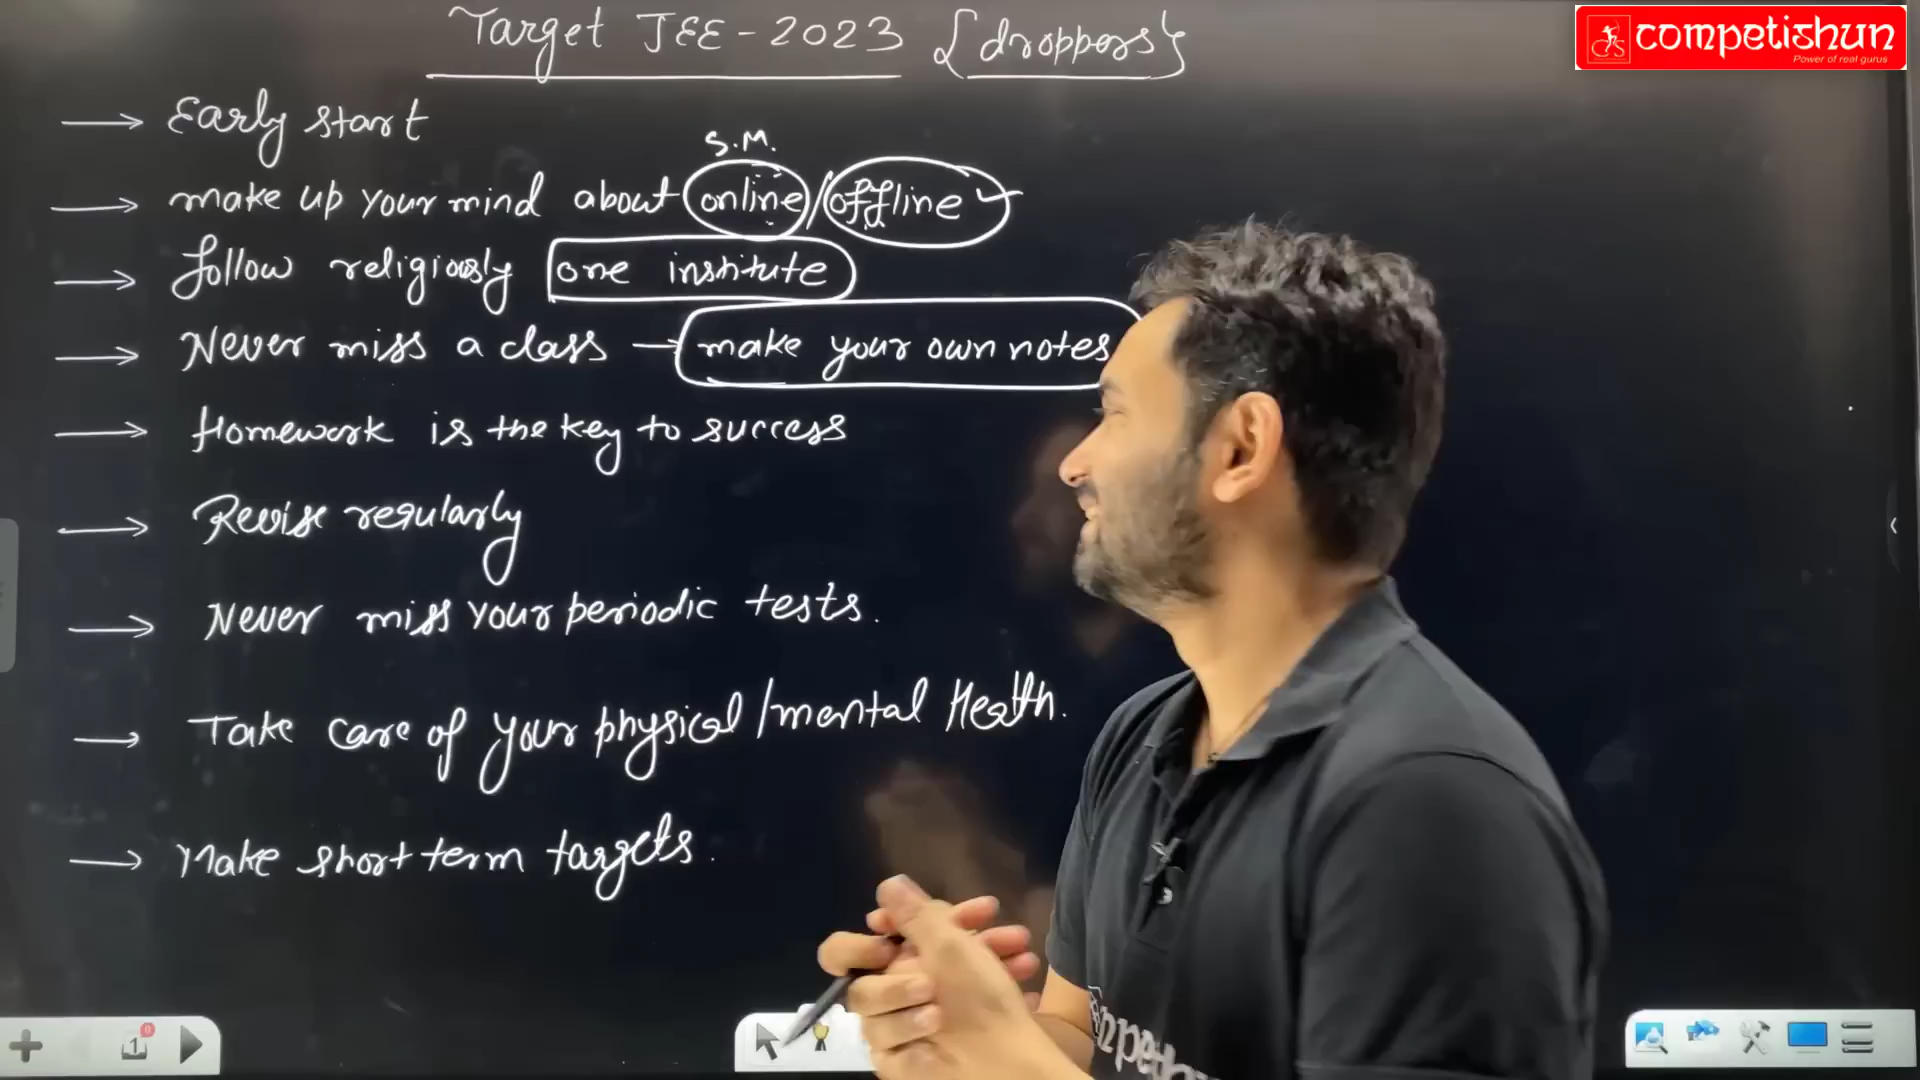 Target JEE - 2023 {droppers}
competishun
Power of real gurus
→ Early start
S.M.
→ make up your mind about online / offline
→ follow religiously one institute
→ Never miss a class → make your own notes
→ Homework is the key to success
→ Revise regularly
→ Never miss your periodic tests.
→ Take care of your physical / mental Health.
→ Make short term targets.
1
0